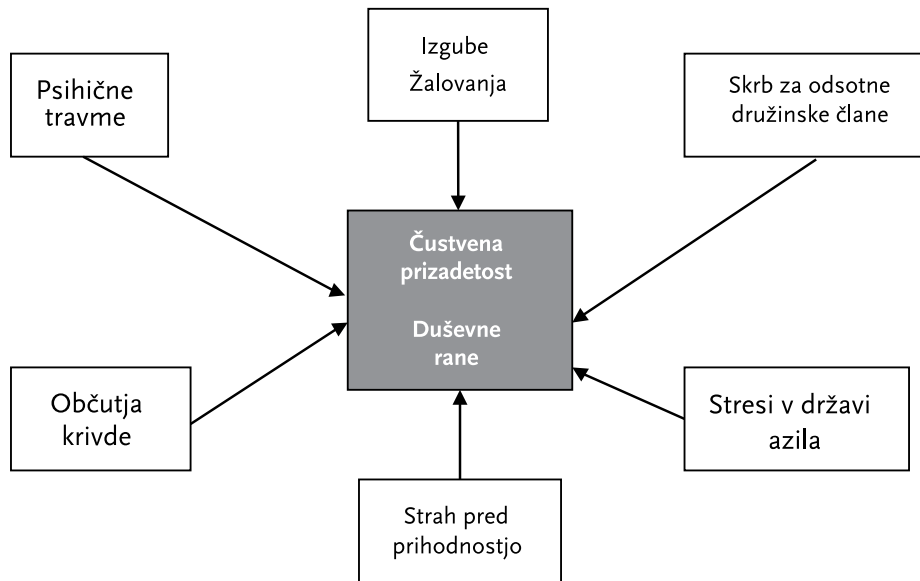 Izgube
Žalovanja
Psihične
travme
Skrb za odsotne
družinske člane
Čustvena
prizadetost
Duševne
rane
Občutja
krivde
Stresi v državi
azila
Strah pred
prihodnostjo